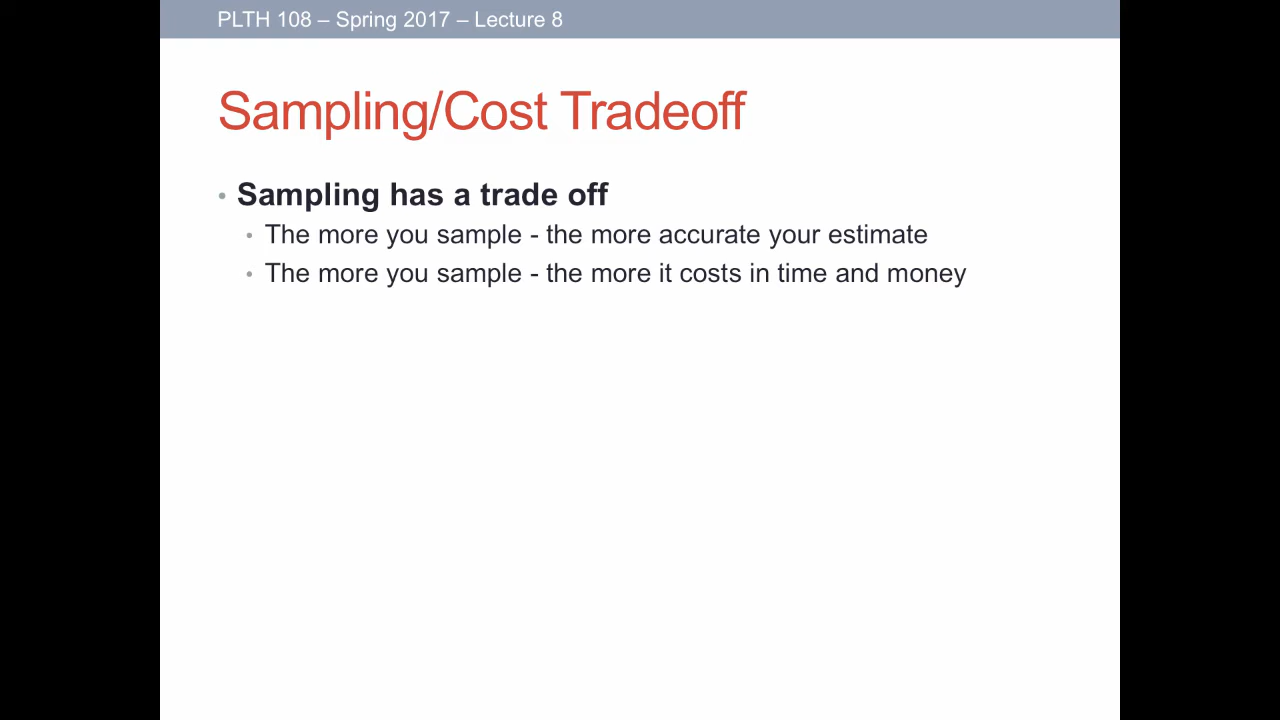 PLTH 108 – Spring 2017 – Lecture 8
Sampling/Cost Tradeoff
• Sampling has a trade off
• The more you sample - the more accurate your estimate
• The more you sample - the more it costs in time and money